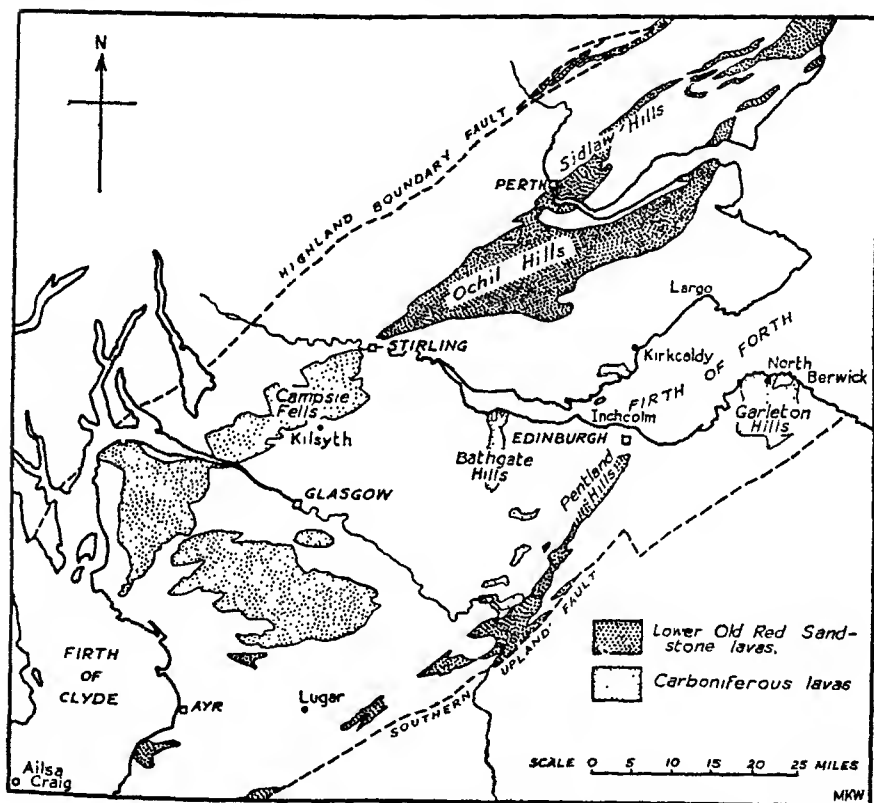 N
HIGHLAND BOUNDARY FAULT
Sidlaw Hills
PERTH
Ochil Hills
Largo
STIRLING
Kirkcaldy
FIRTH OF FORTH
North
Berwick
Campsie
Fells
Kilsyth
Inchcolm
Garleton
Hills
EDINBURGH
Bathgate
Hills
Pentland
Hills
GLASGOW
SOUTHERN UPLAND FAULT
Lower Old Red Sand-
stone lavas.
Carboniferous lavas
FIRTH
OF
CLYDE
AYR
Lugar
Ailsa
Craig
SCALE 0 5 10 15 20 25 MILES
MKW